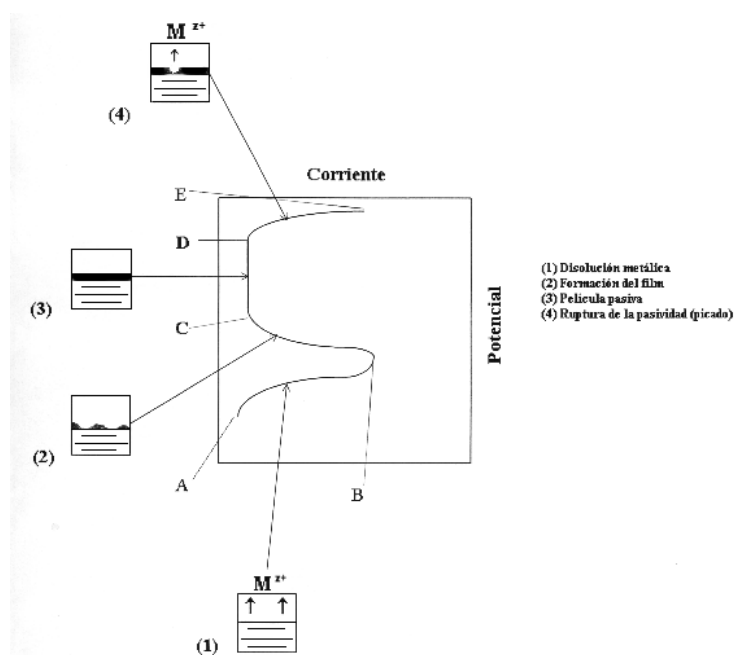 M z+
(4)
Corriente
E
D
(3)
C
(2)
A
B
M z+
(1)
Potencial
(1) Disolución metálica
(2) Formación del film
(3) Película pasiva
(4) Ruptura de la pasividad (picado)